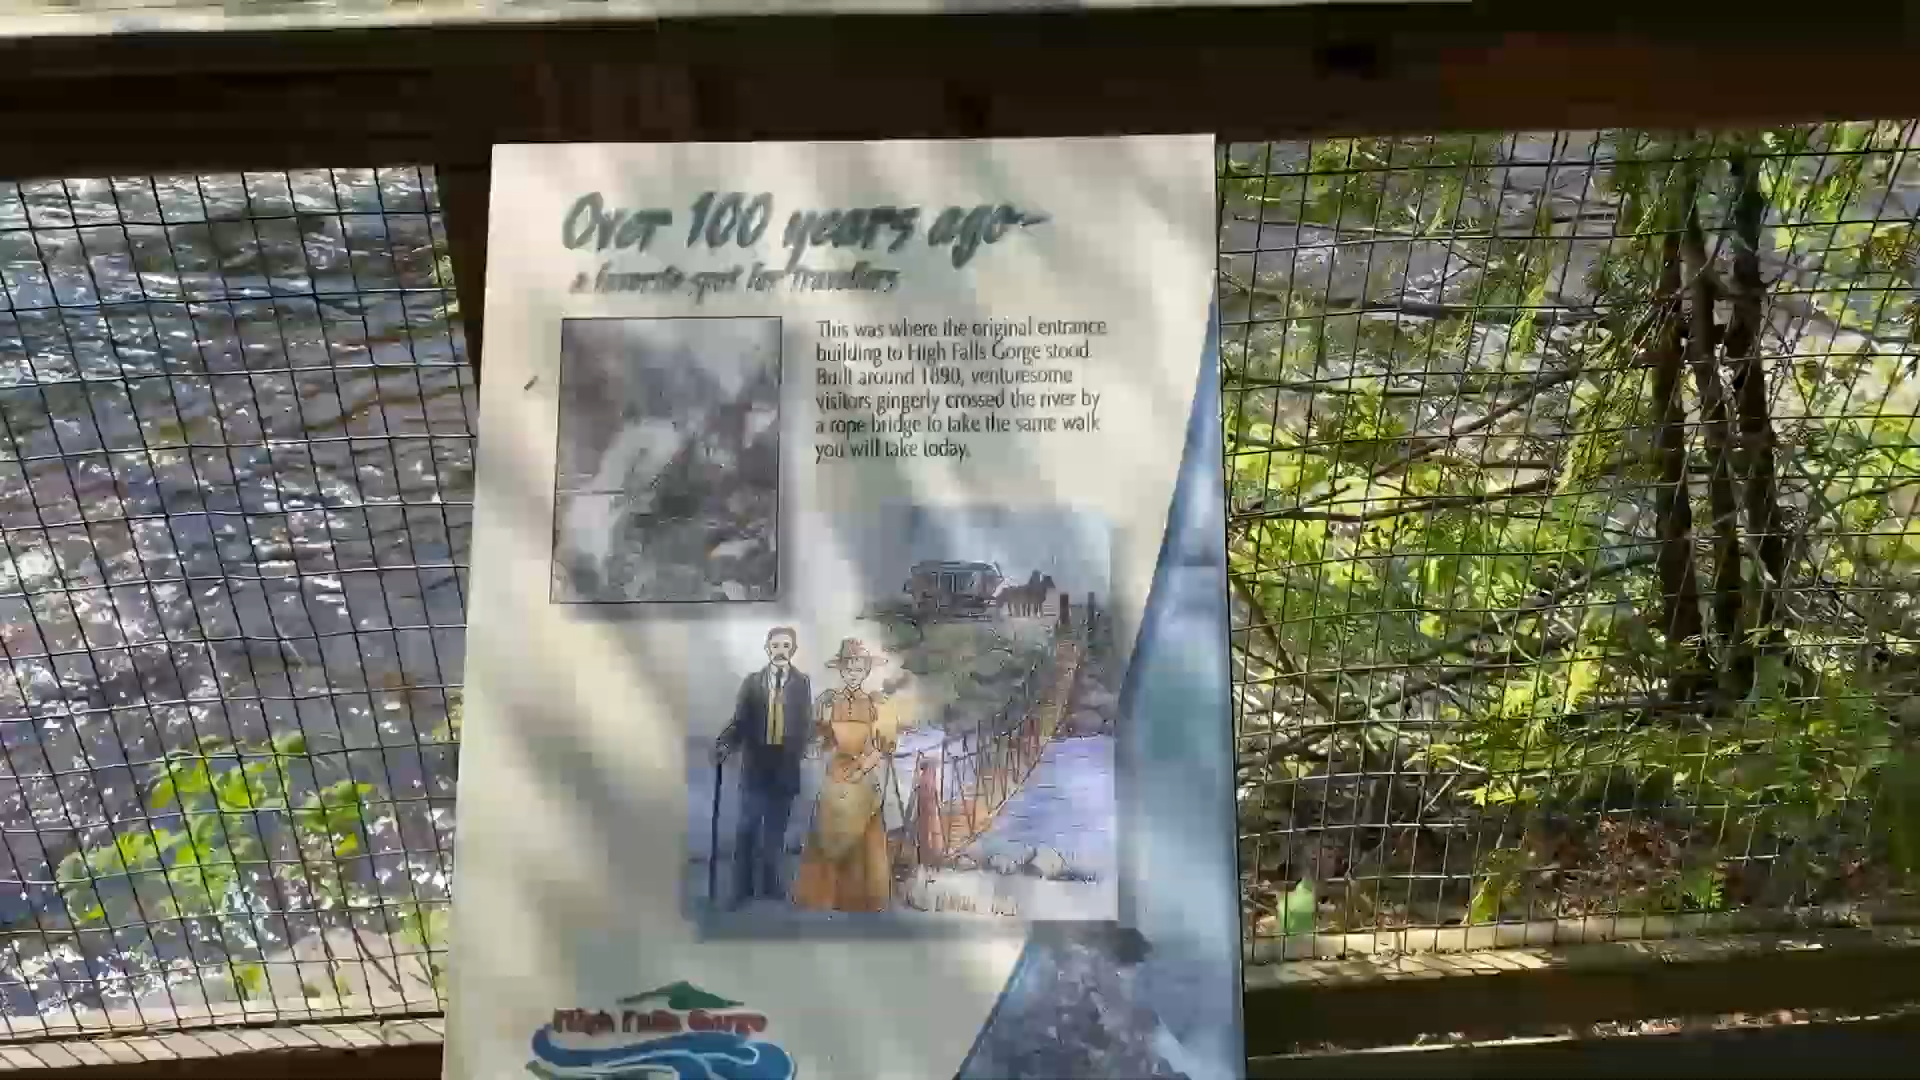 Over 100 years ago-
a favorite spot for travellers
This was where the original entrance
building to High Falls Gorge stood.
Built around 1890, venturesome
visitors gingerly crossed the river by
a rope bridge to take the same walk
you will take today.
High Falls Gorge